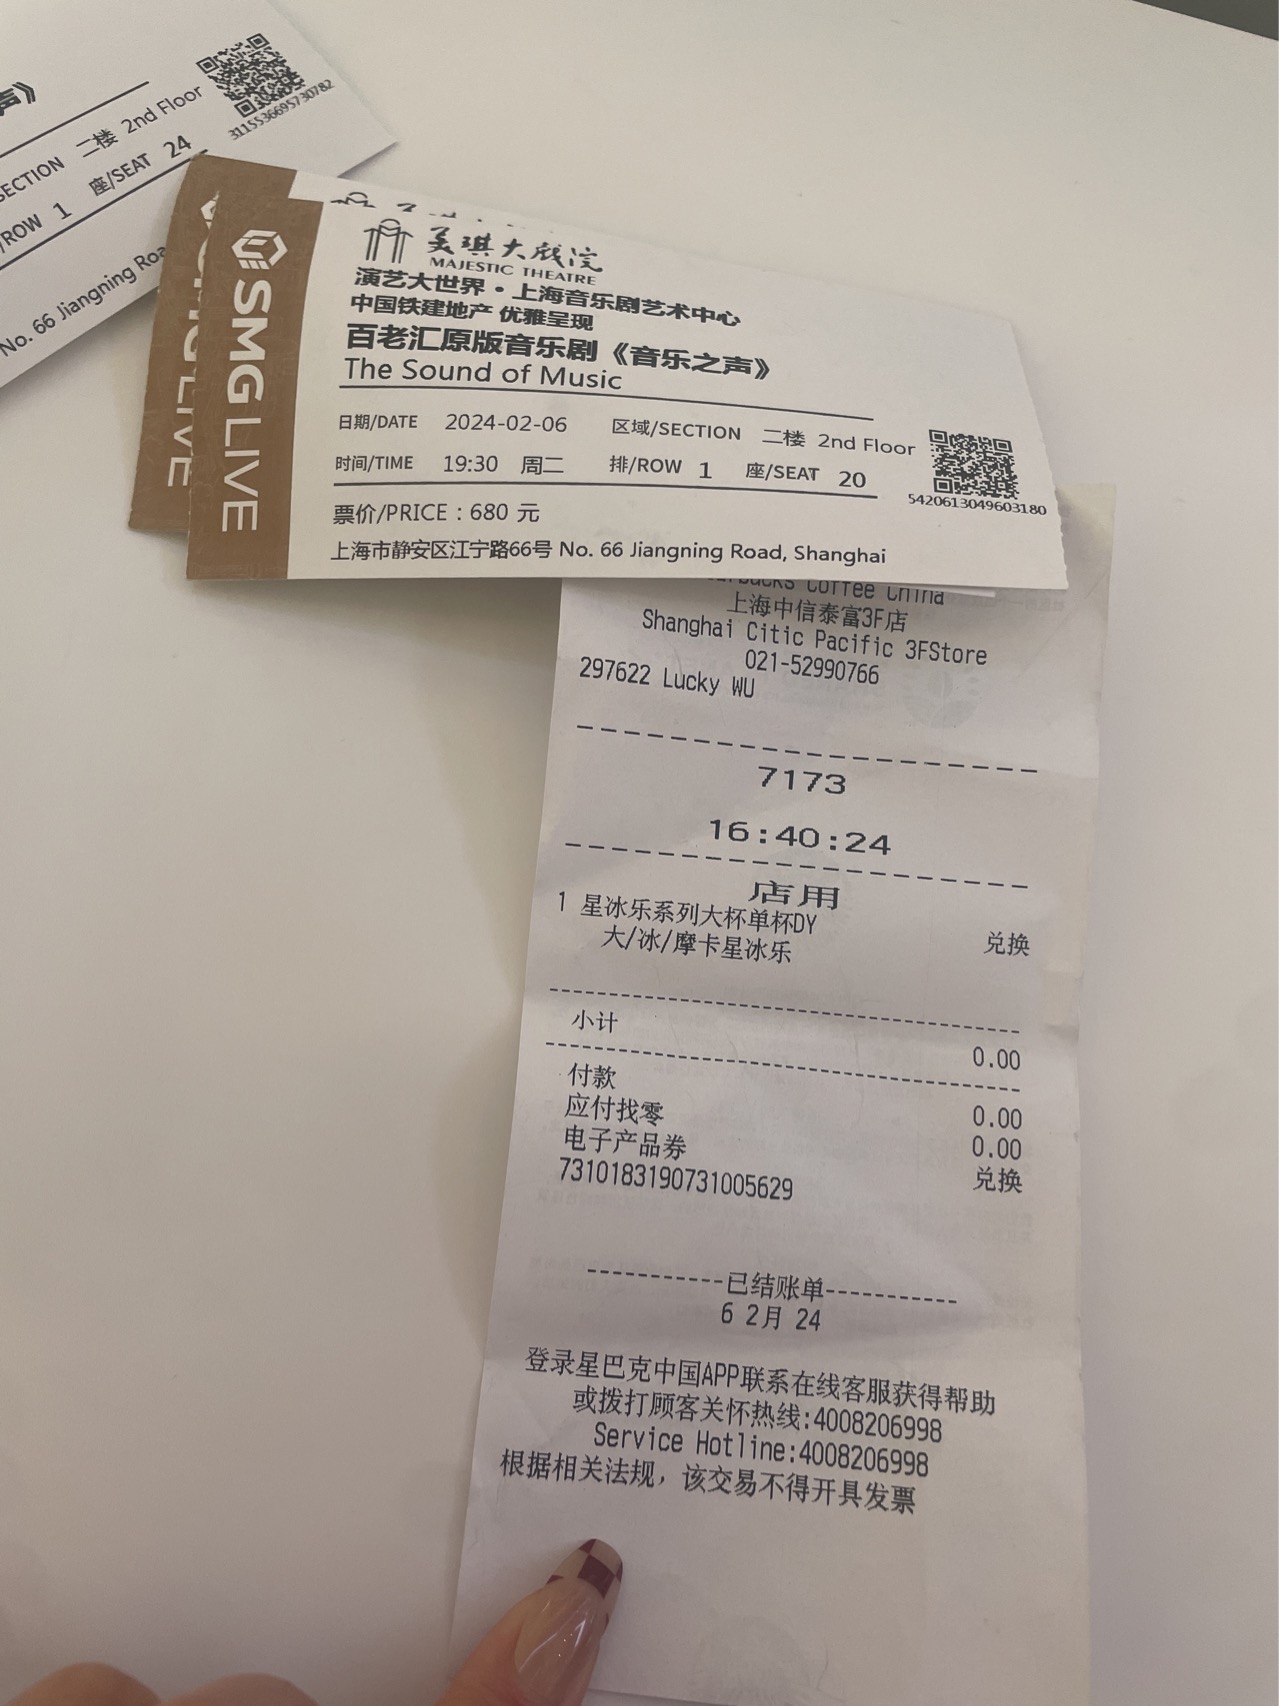 声》
SECTION 二楼 2nd Floor
/ROW 1 座/SEAT 24
3115536695730782
No. 66 Jiangning Roa
SMG LIVE
美琪大戏院
MAJESTIC THEATRE
演艺大世界·上海音乐剧艺术中心
中国铁建地产 优雅呈现
百老汇原版音乐剧《音乐之声》
The Sound of Music
日期/DATE 2024-02-06 区域/SECTION 二楼 2nd Floor
时间/TIME 19:30 周二 排/ROW 1 座/SEAT 20
5420613049603180
票价/PRICE：680 元
上海市静安区江宁路66号 No. 66 Jiangning Road, Shanghai
Coffee China
上海中信泰富3F店
Shanghai Citic Pacific 3FStore
021-52990766
297622 Lucky WU
7173
16:40:24
店用
1 星冰乐系列大杯单杯DY 兑换
大/冰/摩卡星冰乐
小计 0.00
付款 0.00
应付找零 0.00
电子产品券 兑换
7310183190731005629
-----------已结账单-----------
6 2月 24
登录星巴克中国APP联系在线客服获得帮助
或拨打顾客关怀热线:4008206998
Service Hotline:4008206998
根据相关法规，该交易不得开具发票